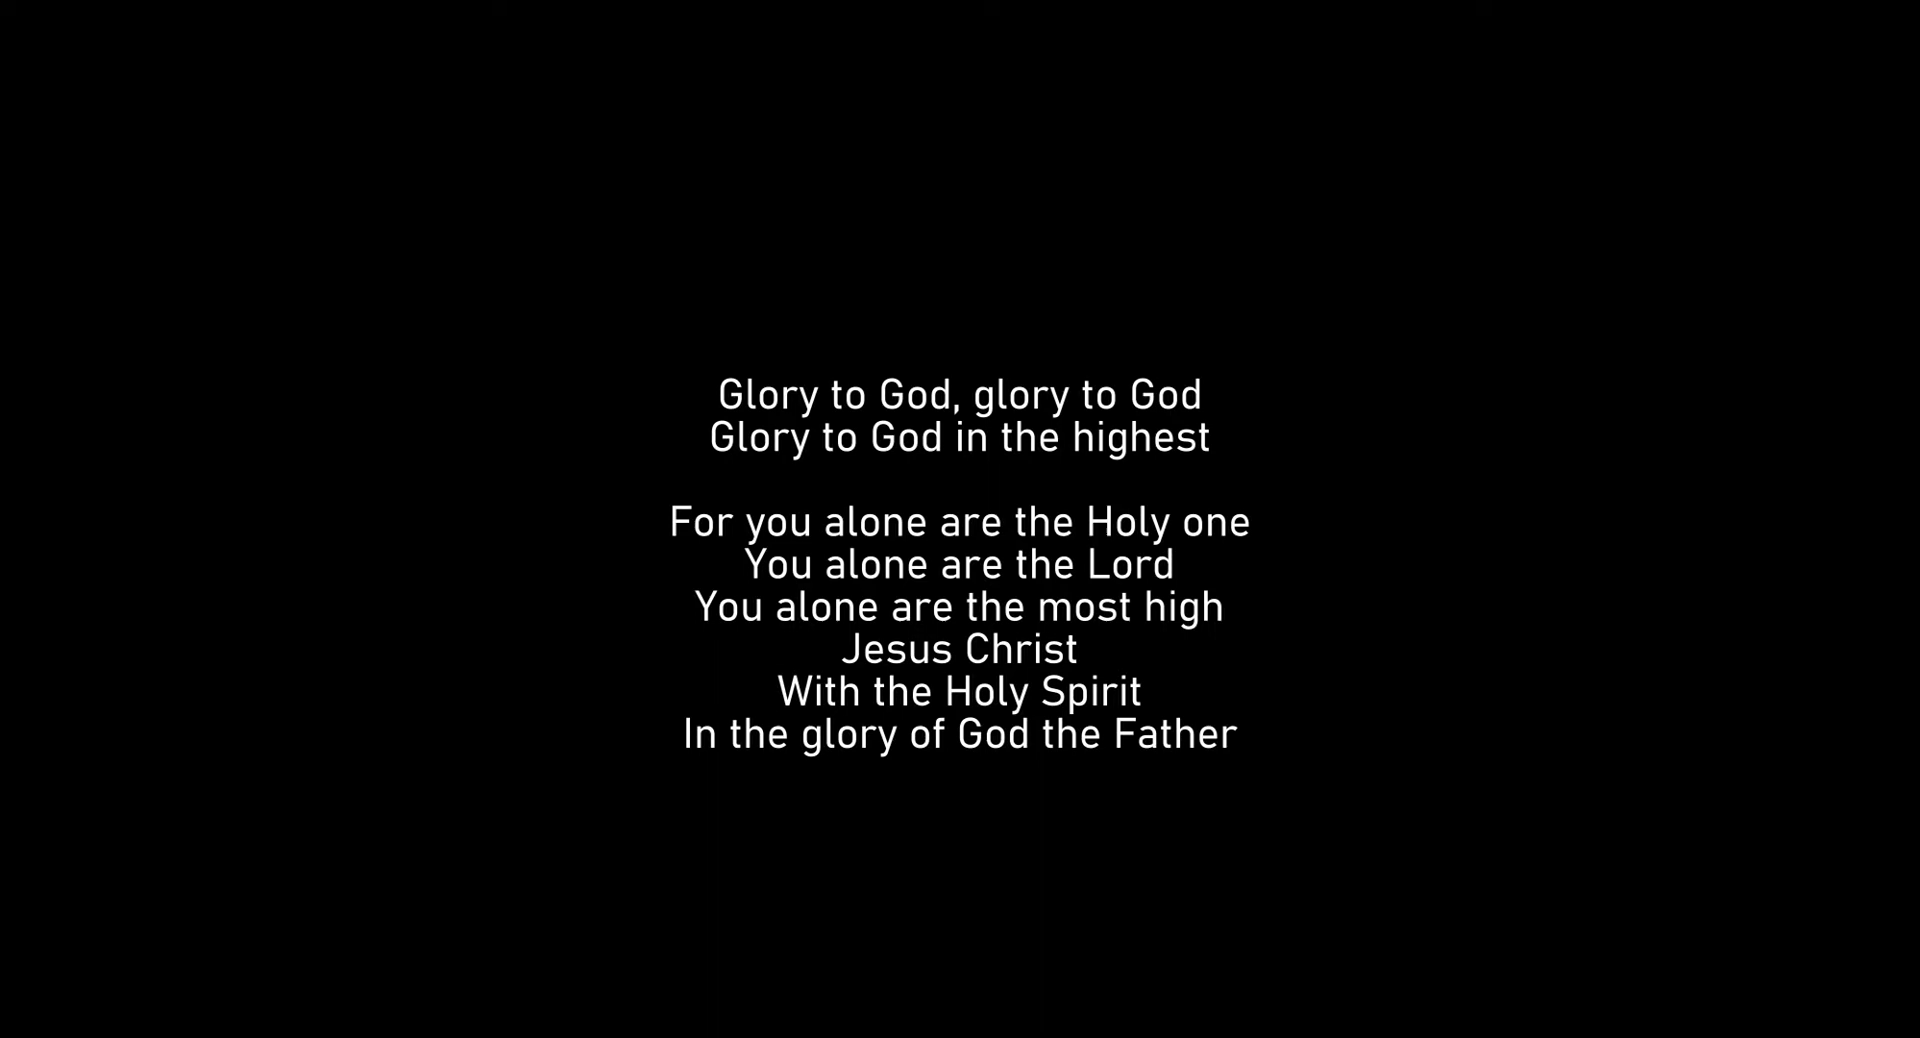 Glory to God, glory to God
Glory to God in the highest
For you alone are the Holy one
You alone are the Lord
You alone are the most high
Jesus Christ
With the Holy Spirit
In the glory of God the Father